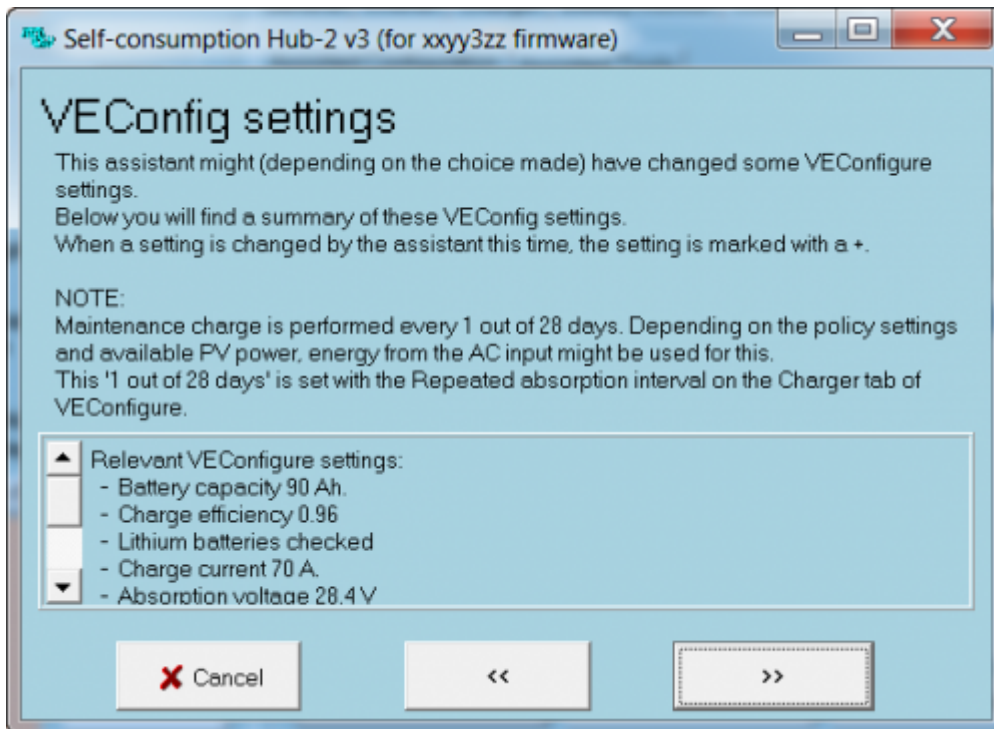 Self-consumption Hub-2 v3 (for xxyy3zz firmware)
VEConfig settings
This assistant might (depending on the choice made) have changed some VEConfigure
settings.
Below you will find a summary of these VEConfig settings.
When a setting is changed by the assistant this time, the setting is marked with a +.
NOTE:
Maintenance charge is performed every 1 out of 28 days. Depending on the policy settings
and available PV power, energy from the AC input might be used for this.
This '1 out of 28 days' is set with the Repeated absorption interval on the Charger tab of
VEConfigure.
Relevant VEConfigure settings:
- Battery capacity 90 Ah.
- Charge efficiency 0.96
- Lithium batteries checked
- Charge current 70 A.
- Absorption voltage 28.4 V
Cancel
<<
>>